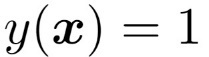 y(𝒙) = 1